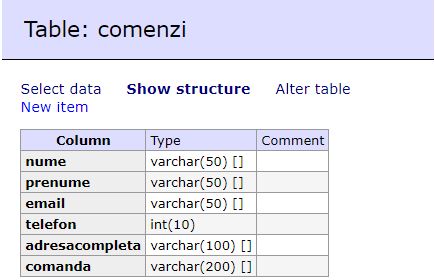 Table: comenzi
Select data Show structure Alter table
New item
Column Type Comment
nume varchar(50) []
prenume varchar(50) []
email varchar(50) []
telefon int(10)
adresacompleta varchar(100) []
comanda varchar(200) []